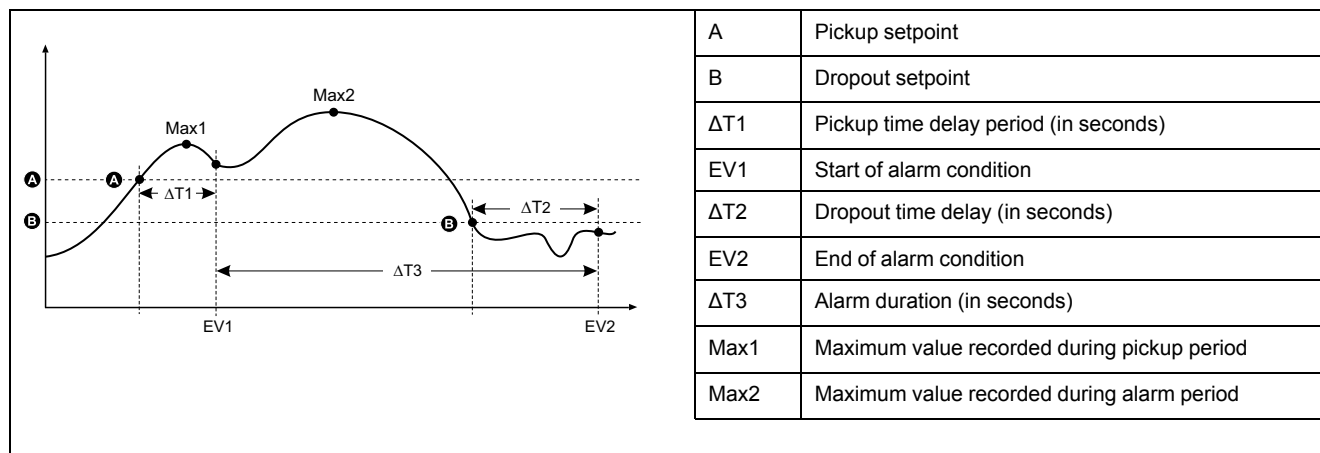 Max2
Max1
A
A
ΔT1
B
B
ΔT2
ΔT3
EV1
EV2
A Pickup setpoint
B Dropout setpoint
ΔT1 Pickup time delay period (in seconds)
EV1 Start of alarm condition
ΔT2 Dropout time delay (in seconds)
EV2 End of alarm condition
ΔT3 Alarm duration (in seconds)
Max1 Maximum value recorded during pickup period
Max2 Maximum value recorded during alarm period